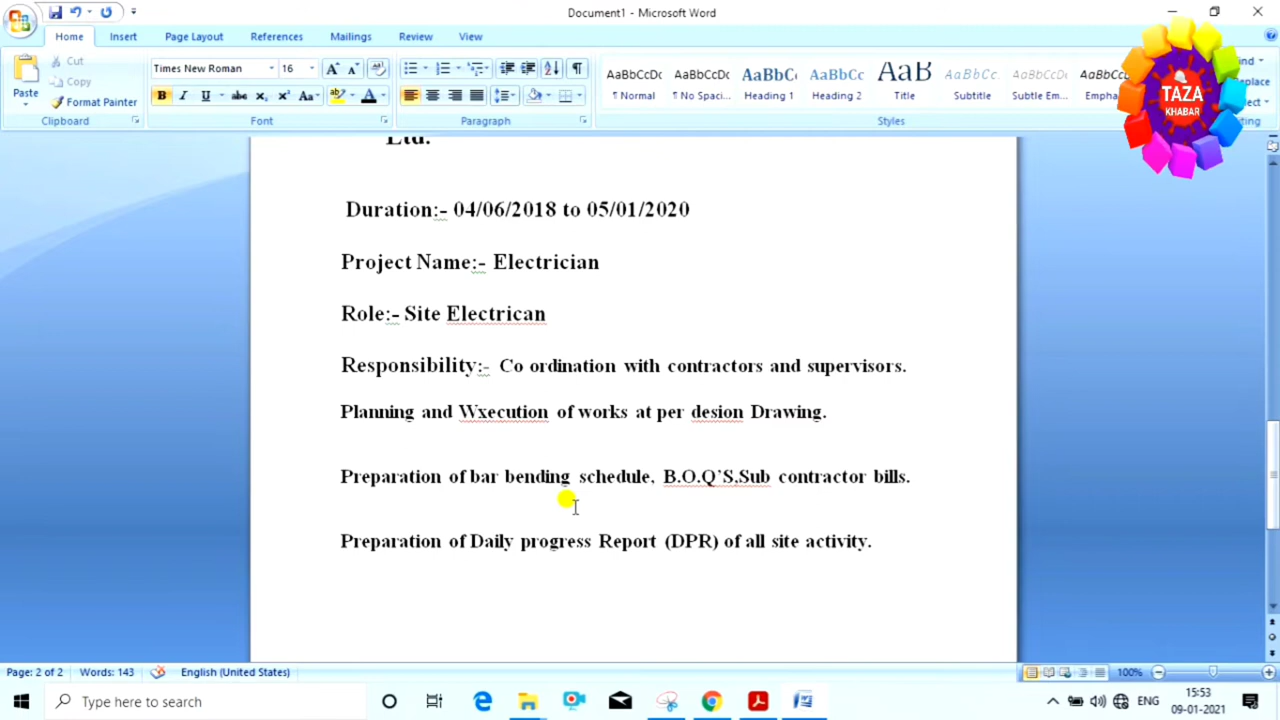 Document1 - Microsoft Word
Home Insert Page Layout References Mailings Review View
Cut
Copy
Paste
Format Painter
Clipboard
Times New Roman 16
Font
Paragraph
AaBbCcDc AaBbCcDc AaBbC AaBbCc AaB AaBbCc. AaBbCcDc AaBbCcDc
¶ Normal ¶ No Spaci... Heading 1 Heading 2 Title Subtitle Subtle Em...
Styles
TAZA
KHABAR
Ltd.
Duration:- 04/06/2018 to 05/01/2020
Project Name:- Electrician
Role:- Site Electrican
Responsibility:- Co ordination with contractors and supervisors.
Planning and Wxecution of works at per desion Drawing.
Preparation of bar bending schedule, B.O.Q’S,Sub contractor bills.
Preparation of Daily progress Report (DPR) of all site activity.
Page: 2 of 2 Words: 143 English (United States) 100%
Type here to search
ENG
15:53
09-01-2021